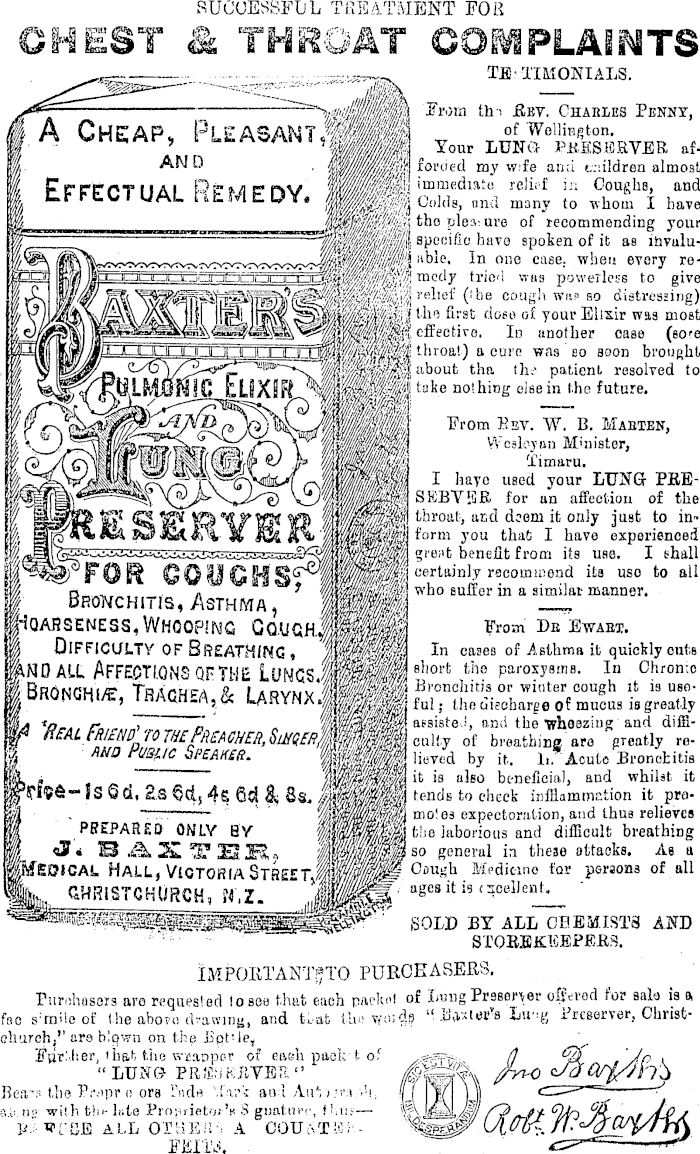 SUCCESSFUL TREATMENT FOR
CHEST & THROAT COMPLAINTS
A CHEAP, PLEASANT,
AND
EFFECTUAL REMEDY.
BAXTER'S
PULMONIC ELIXIR
AND
LUNG
PRESERVER
FOR COUGHS,
BRONCHITIS, ASTHMA,
HOARSENESS, WHOOPING COUGH,
DIFFICULTY OF BREATHING,
AND ALL AFFECTIONS OF THE LUNGS,
BRONCHIÆ, TRACHEA, & LARYNX.
A 'REAL FRIEND' TO THE PREACHER, SINGER,
AND PUBLIC SPEAKER.
Price—1s 6d, 2s 6d, 4s 6d & 8s.
PREPARED ONLY BY
J. BAXTER,
MEDICAL HALL, VICTORIA STREET,
CHRISTCHURCH, N.Z.
WELLINGTON
TESTIMONIALS.
From the REV. CHARLES PENNY,
of Wellington.
Your LUNG PRESERVER af-
forded my wife and children almost
immediate relief in Coughs, and
Colds, and many to whom I have
the pleasure of recommending your
specific have spoken of it as invalu-
able. In one case, when every re-
medy tried was powerless to give
relief (the cough was so distressing)
the first dose of your Elixir was most
effective. In another case (sore
throat) a cure was so soon brought
about tha the patient resolved to
take nothing else in the future.
From REV. W. B. MARTEN,
Wesleyan Minister,
Timaru.
I have used your LUNG PRE-
SERVER for an affection of the
throat, and deem it only just to in-
form you that I have experienced
great benefit from its use. I shall
certainly recommend its use to all
who suffer in a similar manner.
From DR EWART.
In cases of Asthma it quickly cuts
short the paroxysms. In Chronic
Bronchitis or winter cough it is use-
ful; the discharge of mucus is greatly
assisted, and the wheezing and diffi-
culty of breathing are greatly re-
lieved by it. In Acute Bronchitis
it is also beneficial, and whilst it
tends to check inflammation it pro-
motes expectoration, and thus relieves
the laborious and difficult breathing
so general in these attacks. As a
Cough Medicine for persons of all
ages it is excellent.
SOLD BY ALL CHEMISTS AND
STOREKEEPERS.
IMPORTANT TO PURCHASERS.
Purchasers are requested to see that each packet of Lung Preserver offered for sale is a
fac simile of the above drawing, and that the words "Baxter's Lung Preserver, Christ-
church," are blown on the Bottle,
Further, that the wrapper of each packet of
"LUNG PRESERVER"
Bears the Proprietors Trade Mark and Autograph,
along with the late Proprietor's Signature, thus—
REFUSE ALL OTHERS A COUNTER-
FEITS.
SIC EST VITA
NIL DESPERANDUM
Jno Baxter
Robt. W. Baxter